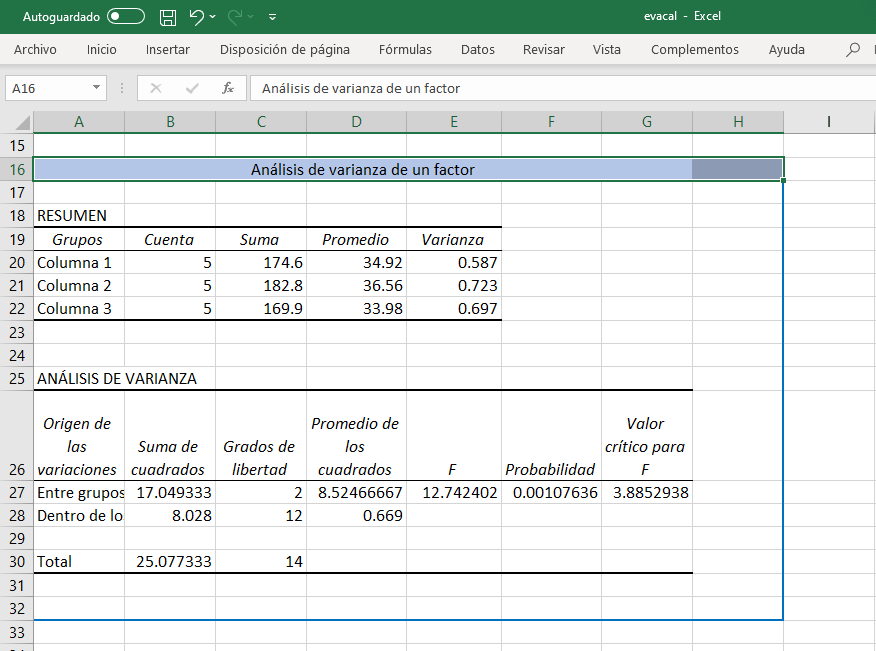 Autoguardado evacal - Excel
Archivo Inicio Insertar Disposición de página Fórmulas Datos Revisar Vista Complementos Ayuda
A16 fx Análisis de varianza de un factor
A B C D E F G H I
15
16 Análisis de varianza de un factor
17
18 RESUMEN
19 Grupos Cuenta Suma Promedio Varianza
20 Columna 1 5 174.6 34.92 0.587
21 Columna 2 5 182.8 36.56 0.723
22 Columna 3 5 169.9 33.98 0.697
23
24
25 ANÁLISIS DE VARIANZA
Origen de Promedio de Valor
las Suma de Grados de los crítico para
26 variaciones cuadrados libertad cuadrados F Probabilidad F
27 Entre grupos 17.049333 2 8.52466667 12.742402 0.00107636 3.8852938
28 Dentro de lo 8.028 12 0.669
29
30 Total 25.077333 14
31
32
33